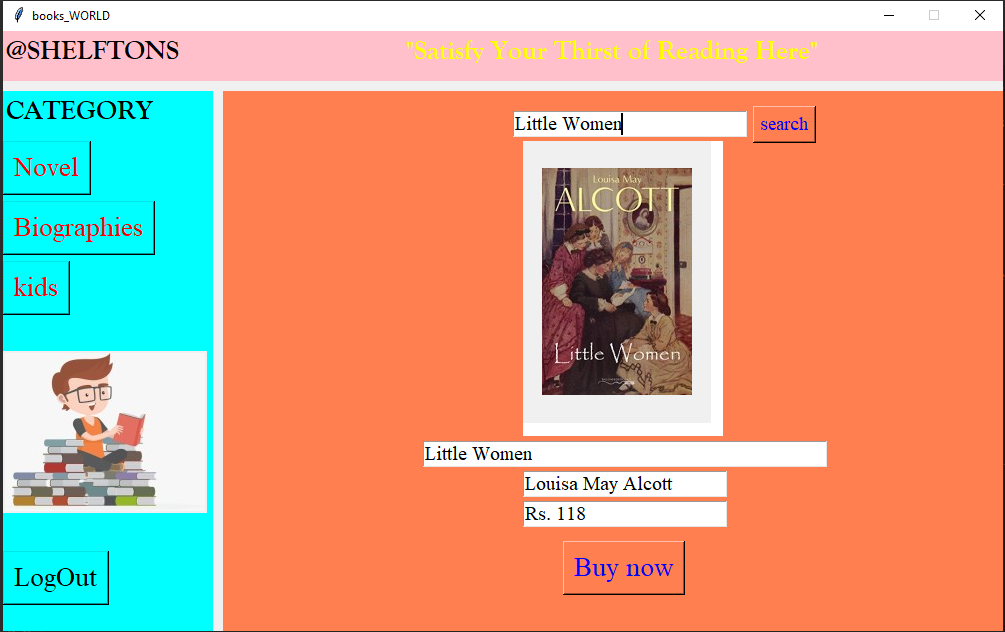 books_WORLD
@SHELFTONS
"Satisfy Your Thirst of Reading Here"
CATEGORY
Novel
Biographies
kids
LogOut
Little Women
search
Louisa May
ALCOTT
Little Women
Little Women
Louisa May Alcott
Rs. 118
Buy now